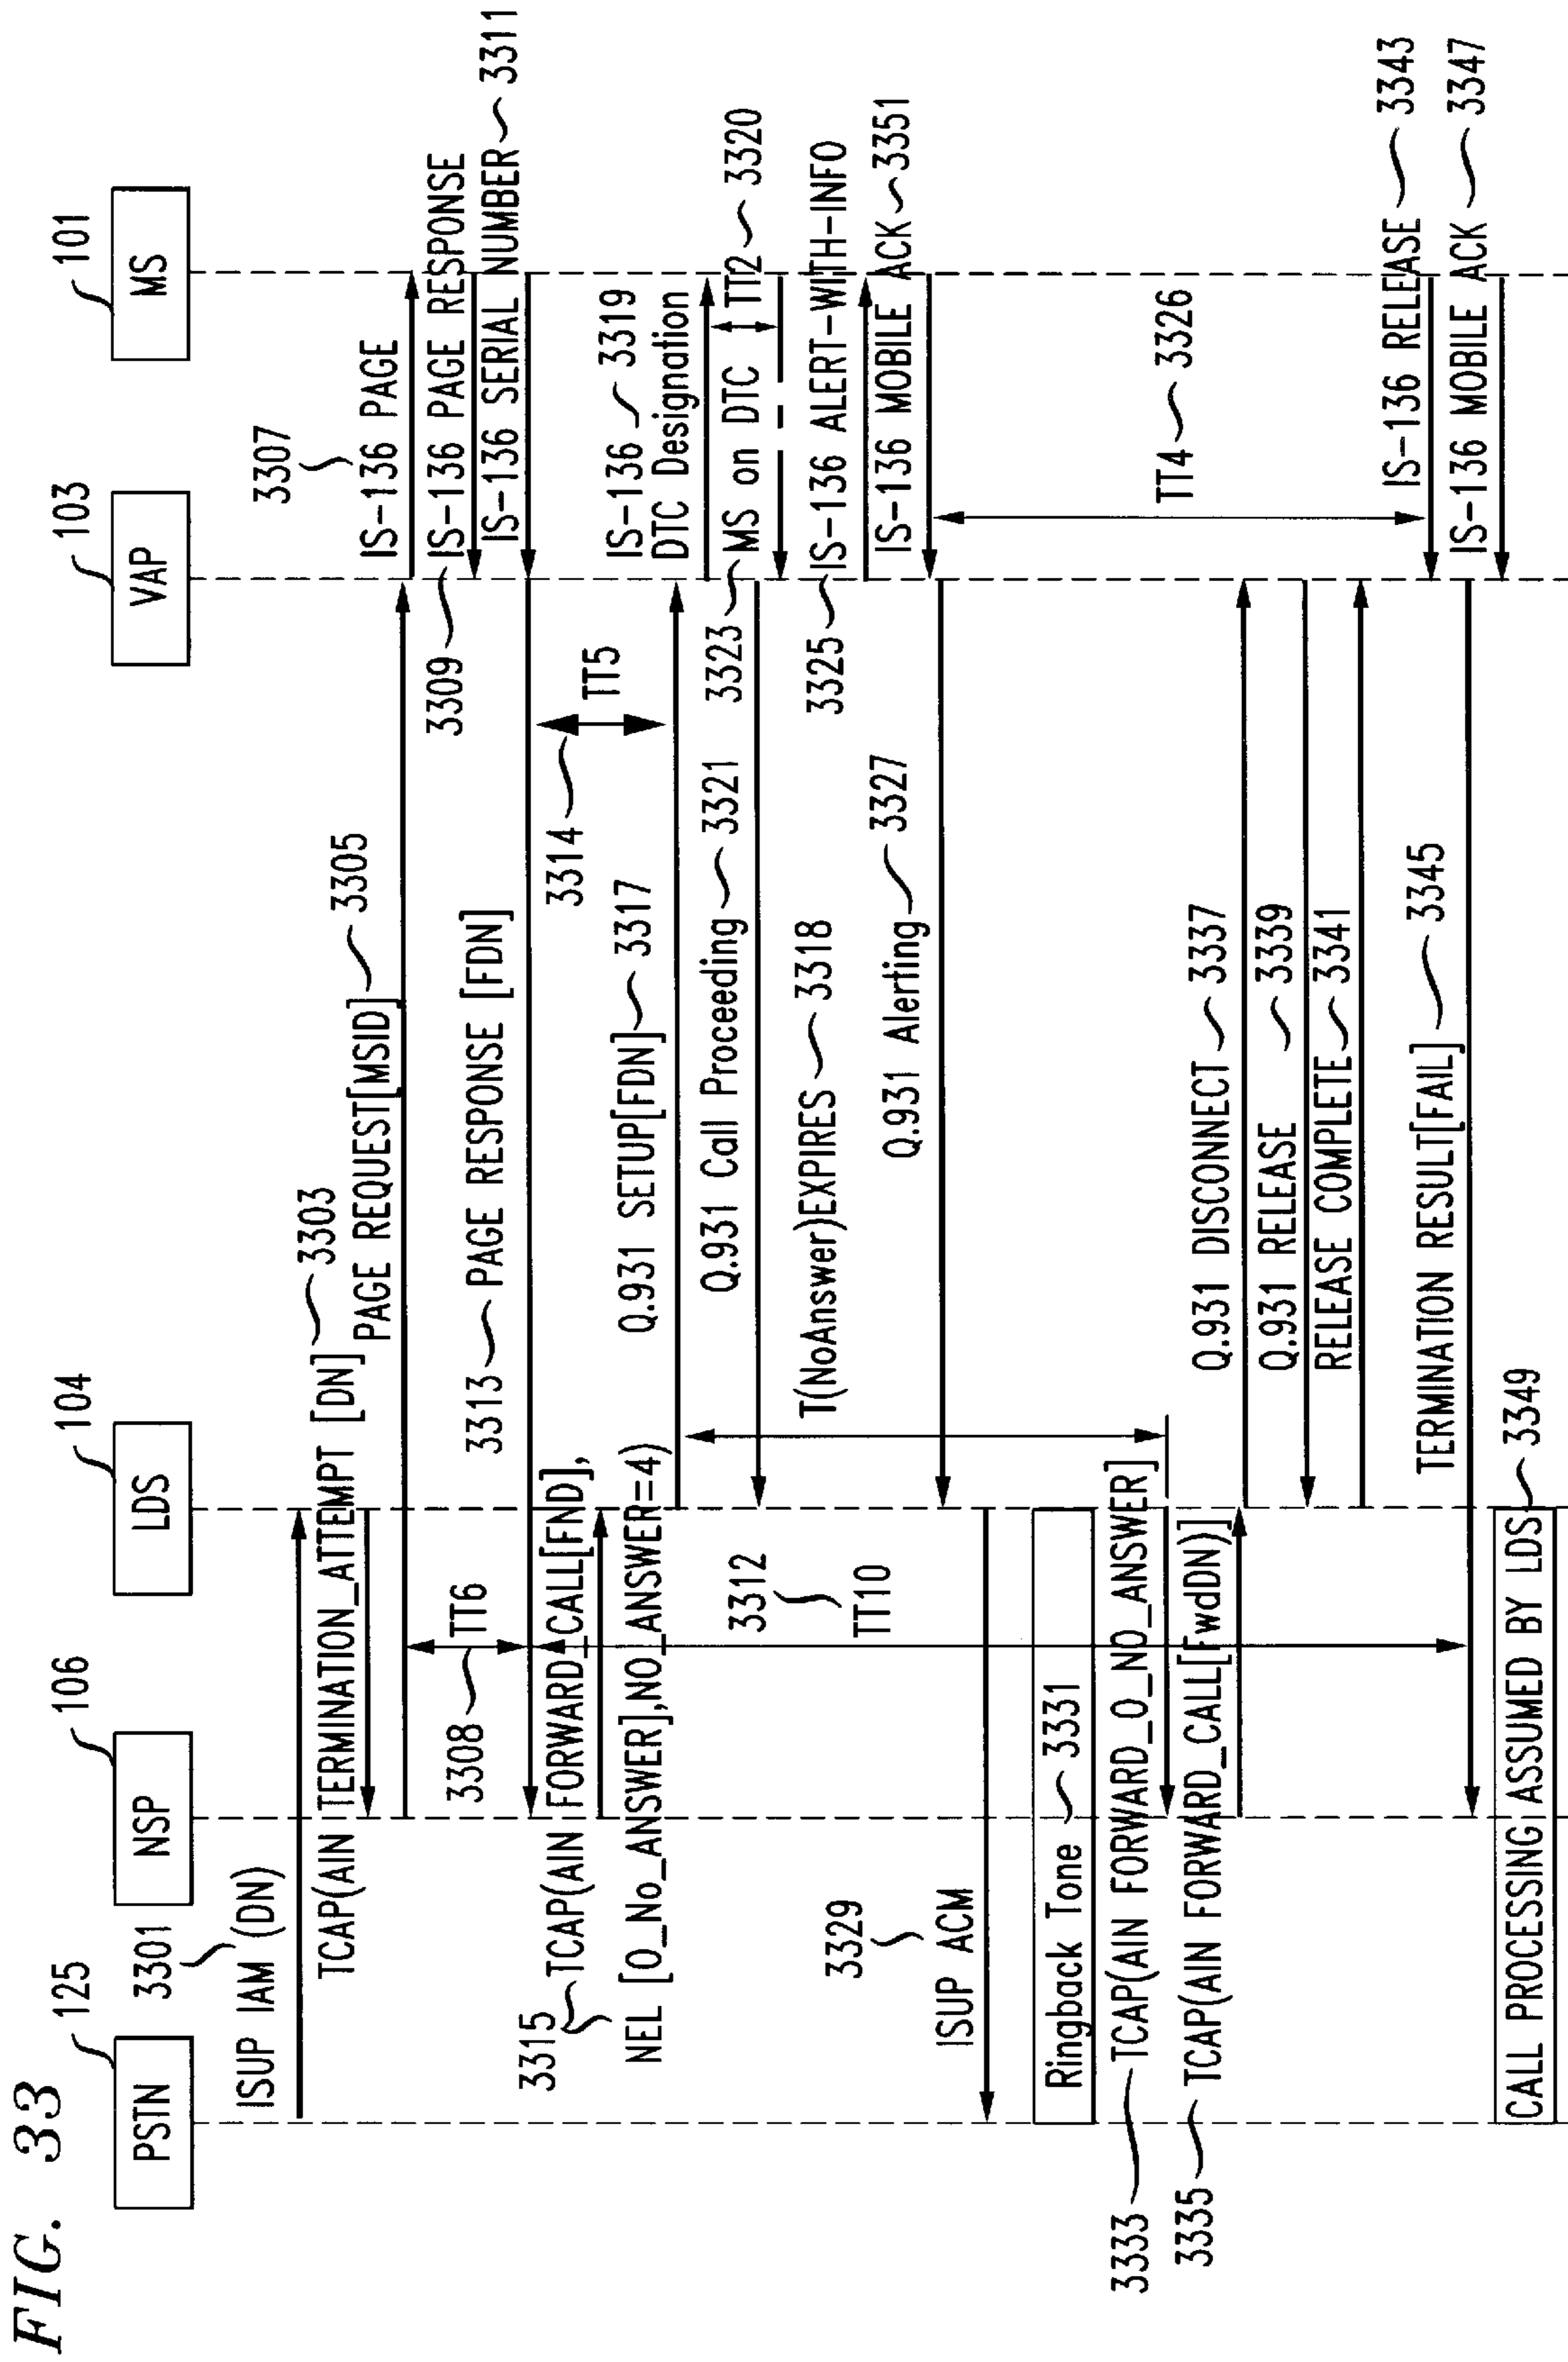 FIG. 33
PSTN
125
NSP
106
LDS
104
VAP
103
MS
101
3301
ISUP IAM (DN)
TCAP(AIN TERMINATION_ATTEMPT [DN]
3303
PAGE REQUEST[MSID]
3305
3307
IS-136 PAGE
3309
IS-136 PAGE RESPONSE
IS-136 SERIAL NUMBER
3311
3308
TT6
3313
PAGE RESPONSE [FDN]
3314
TT5
3315
TCAP(AIN FORWARD_CALL[FND],
NEL [O_No_ANSWER],NO_ANSWER=4)
Q.931 SETUP[FDN]
3317
IS-136
3319
DTC Designation
Q.931 Call Proceeding
3321
3323
MS on DTC
TT2
3320
3312
TT10
T(NoAnswer)EXPIRES
3318
3325
IS-136 ALERT-WITH-INFO
IS-136 MOBILE ACK
3351
Q.931 Alerting
3327
3329
ISUP ACM
Ringback Tone
3331
TT4
3326
3333
TCAP(AIN FORWARD_O_NO_ANSWER]
3335
TCAP(AIN FORWARD_CALL[FwdDN)]
Q.931 DISCONNECT
3337
Q.931 RELEASE
3339
RELEASE COMPLETE
3341
IS-136 RELEASE
3343
TERMINATION RESULT[FAIL]
3345
IS-136 MOBILE ACK
3347
CALL PROCESSING ASSUMED BY LDS
3349